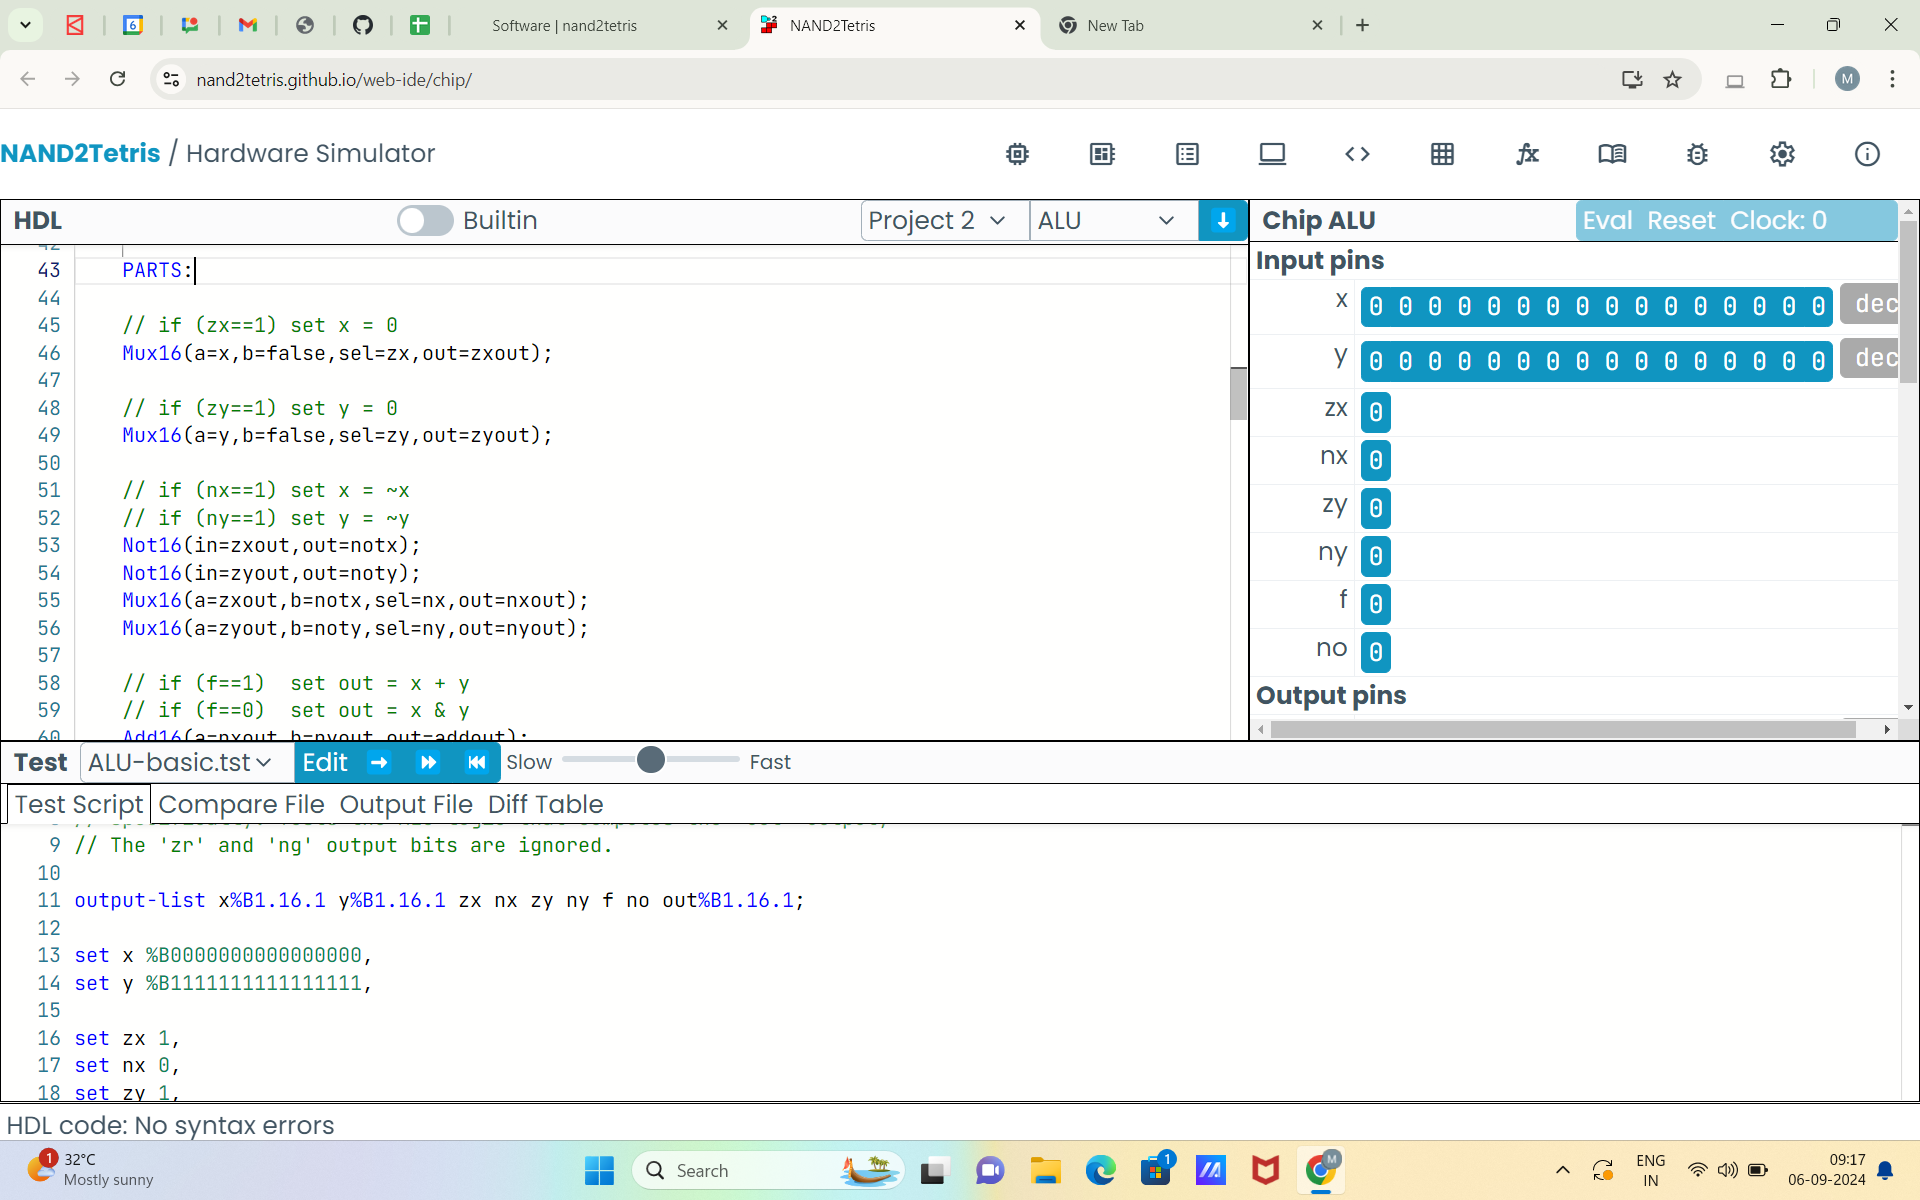 Software | nand2tetris
NAND2Tetris
New Tab
nand2tetris.github.io/web-ide/chip/
M
NAND2Tetris / Hardware Simulator
HDL
Builtin
Project 2
ALU
Chip ALU
Eval Reset Clock: 0
43 PARTS:
44
45 // if (zx==1) set x = 0
46 Mux16(a=x,b=false,sel=zx,out=zxout);
47
48 // if (zy==1) set y = 0
49 Mux16(a=y,b=false,sel=zy,out=zyout);
50
51 // if (nx==1) set x = ~x
52 // if (ny==1) set y = ~y
53 Not16(in=zxout,out=notx);
54 Not16(in=zyout,out=noty);
55 Mux16(a=zxout,b=notx,sel=nx,out=nxout);
56 Mux16(a=zyout,b=noty,sel=ny,out=nyout);
57
58 // if (f==1)  set out = x + y
59 // if (f==0)  set out = x & y
60 Add16(a=nxout,b=nyout,out=addout);
Input pins
x 0 0 0 0 0 0 0 0 0 0 0 0 0 0 0 0 dec
y 0 0 0 0 0 0 0 0 0 0 0 0 0 0 0 0 dec
zx 0
nx 0
zy 0
ny 0
f 0
no 0
Output pins
Test ALU-basic.tst Edit Slow Fast
Test Script Compare File Output File Diff Table
9 // The 'zr' and 'ng' output bits are ignored.
10
11 output-list x%B1.16.1 y%B1.16.1 zx nx zy ny f no out%B1.16.1;
12
13 set x %B0000000000000000,
14 set y %B1111111111111111,
15
16 set zx 1,
17 set nx 0,
18 set zy 1,
HDL code: No syntax errors
1
32°C
Mostly sunny
Search
1
M
ENG
IN
09:17
06-09-2024